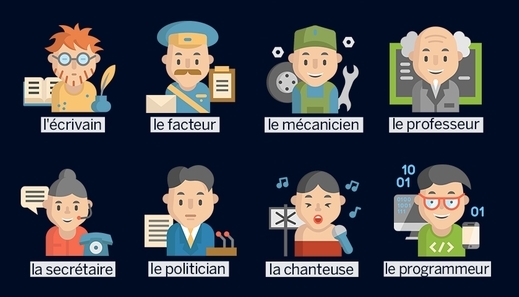 l'écrivain
le facteur
le mécanicien
le professeur
10
01
01
la secrétaire
le politician
la chanteuse
le programmeur